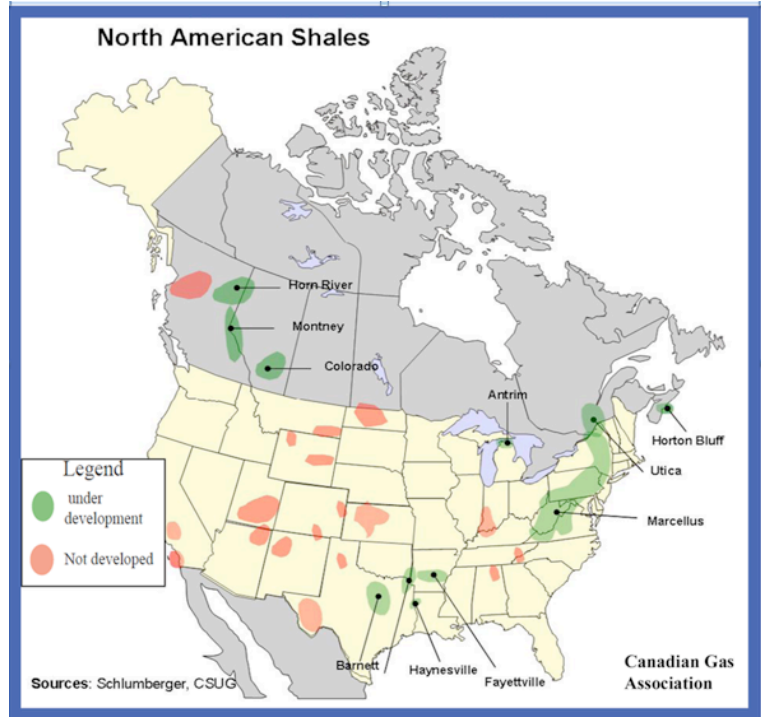 North American Shales
Horn River
Montney
Colorado
Antrim
Horton Bluff
Utica
Marcellus
Legend
under
development
Not developed
Barnett
Haynesville
Fayettville
Sources: Schlumberger, CSUG
Canadian Gas
Association